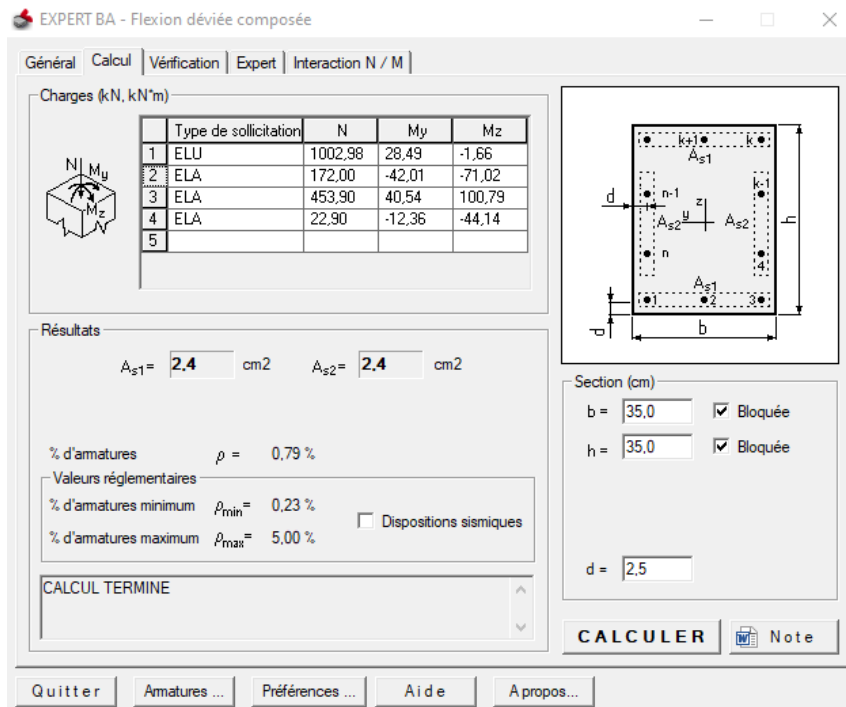 EXPERT BA - Flexion déviée composée
Général Calcul Vérification Expert Interaction N / M
Charges (kN, kN*m)
Type de sollicitation N My Mz
1 ELU 1002,98 28,49 -1,66
2 ELA 172,00 -42,01 -71,02
3 ELA 453,90 40,54 100,79
4 ELA 22,90 -12,36 -44,14
5
N My
Mz
k+1 k
As1
n-1 k-1
d z h
As2 y As2
n 4
As1
1 2 3
d b
Résultats
As1= 2,4 cm2 As2= 2,4 cm2
% d'armatures ρ = 0,79 %
Valeurs réglementaires
% d'armatures minimum ρmin= 0,23 %
% d'armatures maximum ρmax= 5,00 %
Dispositions sismiques
CALCUL TERMINE
Section (cm)
b = 35,0 Bloquée
h = 35,0 Bloquée
d = 2,5
CALCULER Note
Quitter Armatures ... Préférences ... Aide A propos...